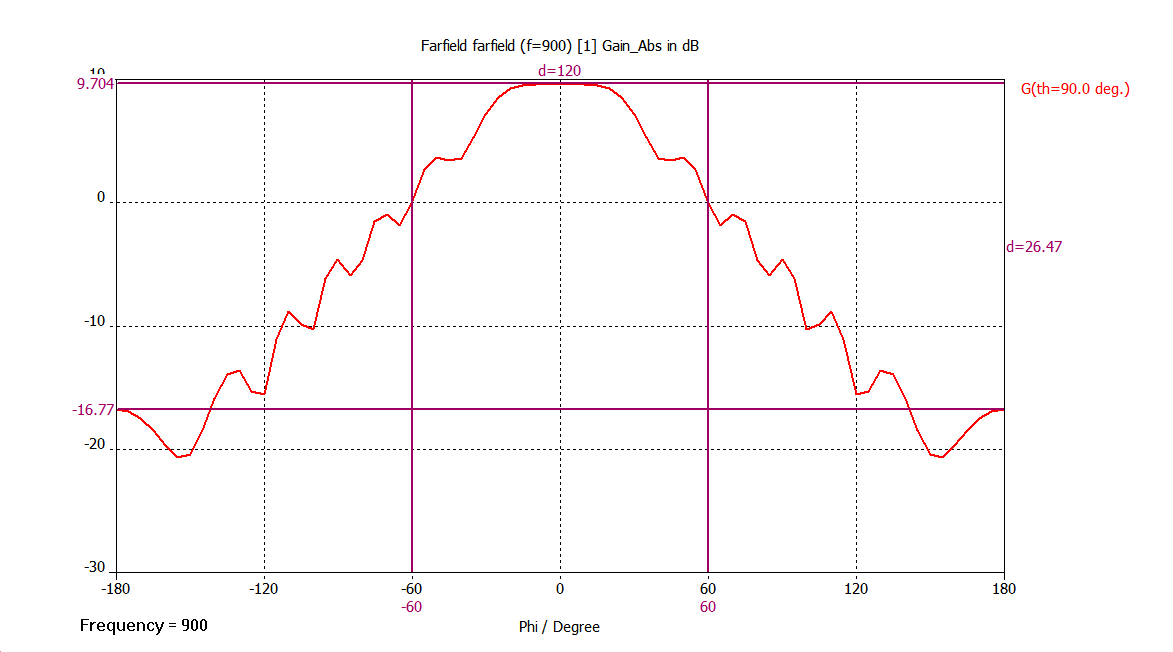 Farfield farfield (f=900) [1] Gain_Abs in dB
d=120
10
9.704
G(th=90.0 deg.)
0
d=26.47
-10
-16.77
-20
-30
-180 -120 -60 0 60 120 180
-60 60
Frequency = 900
Phi / Degree